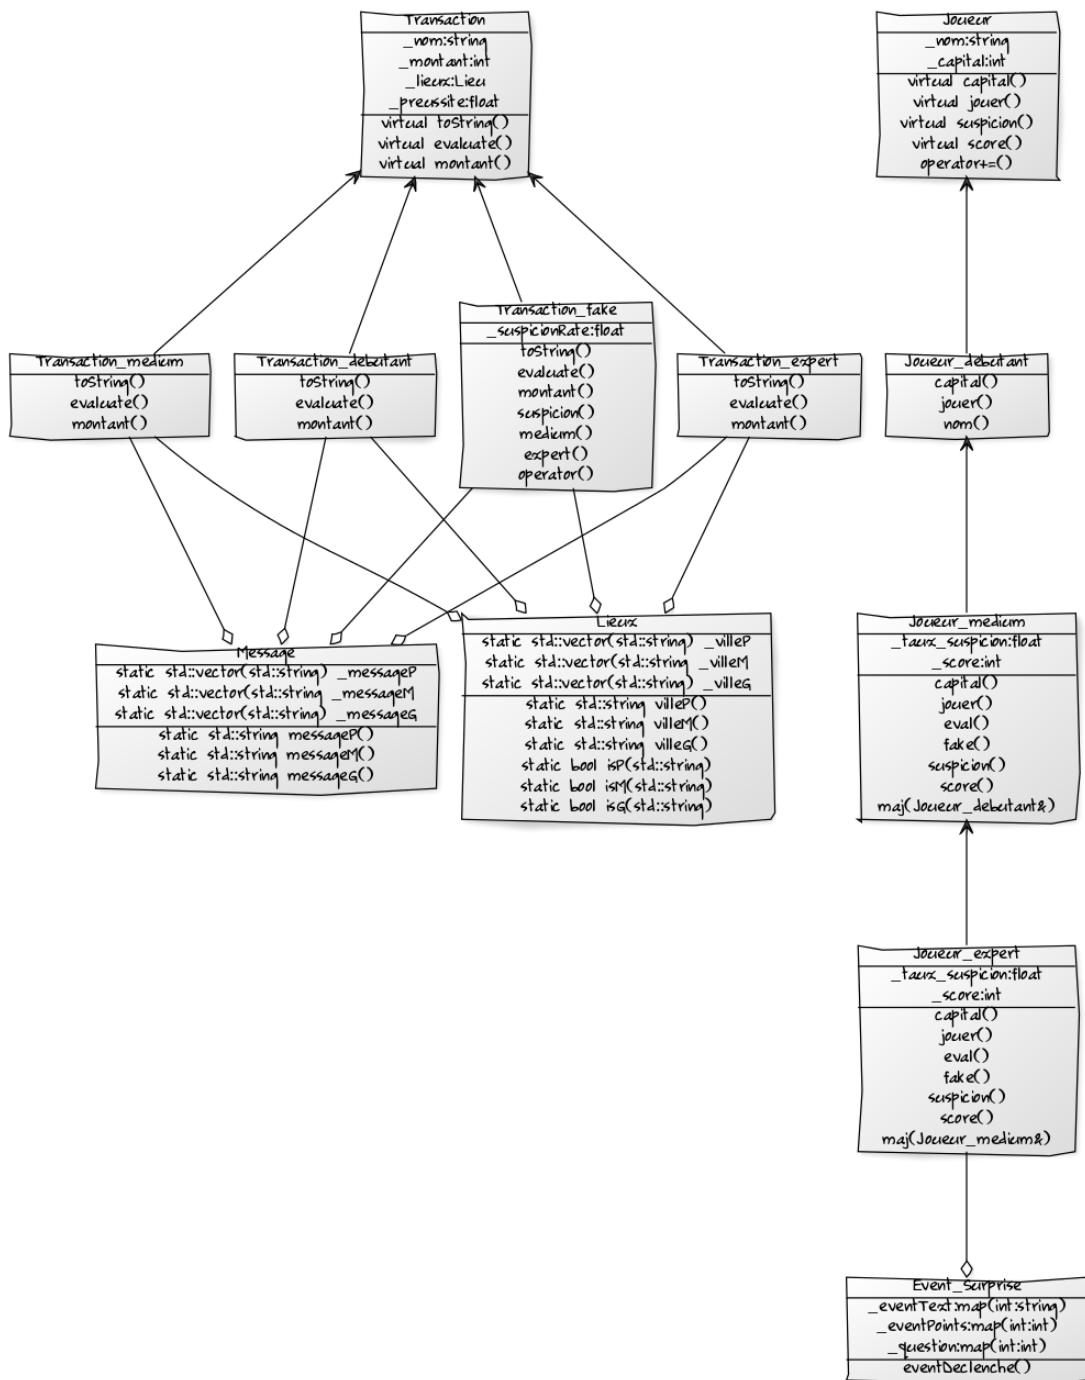 Transaction
_nom:string
_montant:int
_lieux:Lieu
_preussite:float
virtual toString()
virtual evaluate()
virtual montant()
Joueur
_nom:string
_capital:int
virtual capital()
virtual jouer()
virtual suspicion()
virtual score()
operator+=()
Transaction_medium
toString()
evaluate()
montant()
Transaction_debutant
toString()
evaluate()
montant()
Transaction_fake
_suspicionRate:float
toString()
evaluate()
montant()
suspicion()
medium()
expert()
operator()
Transaction_expert
toString()
evaluate()
montant()
Joueur_debutant
capital()
jouer()
nom()
Message
static std::vector(std::string) _messageP
static std::vector(std::string _messageM
static std::vector(std::string) _messageG
static std::string messageP()
static std::string messageM()
static std::string messageG()
Lieux
static std::vector(std::string) _villeP
static std::vector(std::string) _villeM
static std::vector(std::string) _villeG
static std::string villeP()
static std::string villeM()
static std::string villeG()
static bool isP(std::string)
static bool isM(std::string)
static bool isG(std::string)
Joueur_medium
_taux_suspicion:float
_score:int
capital()
jouer()
eval()
fake()
suspicion()
score()
maj(Joueur_debutant&)
Joueur_expert
_taux_suspicion:float
_score:int
capital()
jouer()
eval()
fake()
suspicion()
score()
maj(Joueur_medium&)
Event_Surprise
_eventText:map(int:string)
_eventPoints:map(int:int)
_question:map(int:int)
eventDeclenche()